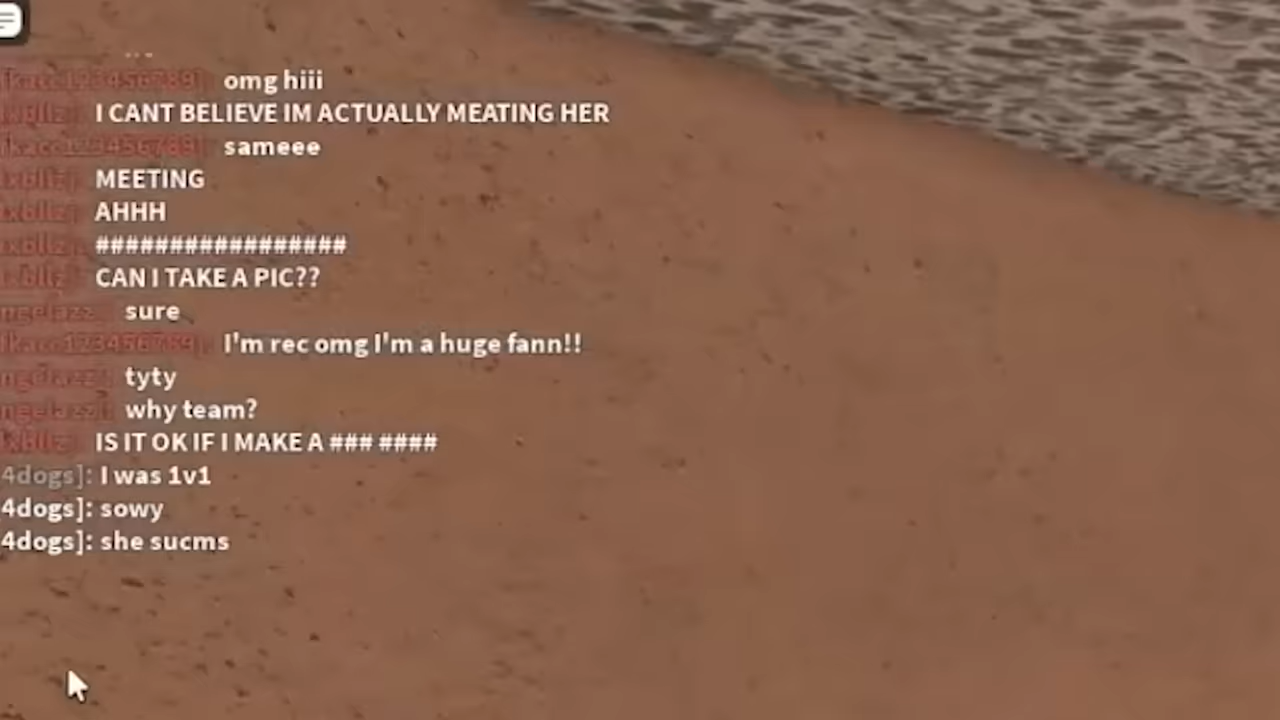 omg hiii
I CANT BELIEVE IM ACTUALLY MEATING HER
sameee
MEETING
AHHH
#################
CAN I TAKE A PIC??
sure
I'm rec omg I'm a huge fann!!
tyty
why team?
IS IT OK IF I MAKE A ### ####
4dogs]: I was 1v1
4dogs]: sowy
4dogs]: she sucms